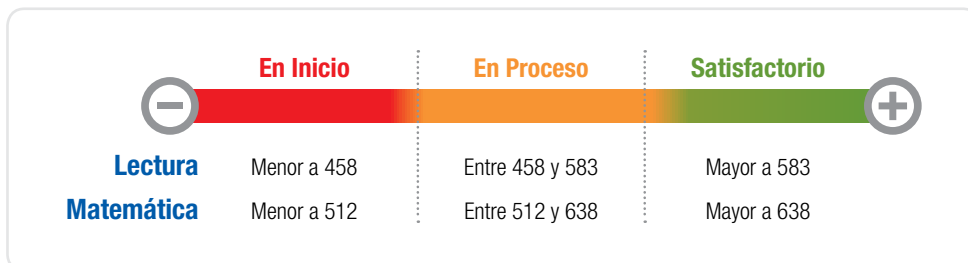 En Inicio En Proceso Satisfactorio
Lectura Menor a 458 Entre 458 y 583 Mayor a 583
Matemática Menor a 512 Entre 512 y 638 Mayor a 638